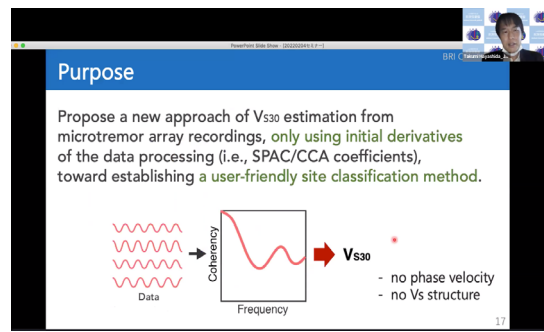 PowerPoint Slide Show
BRI
Purpose
Propose a new approach of VS30 estimation from
microtremor array recordings, only using initial derivatives
of the data processing (i.e., SPAC/CCA coefficients),
toward establishing a user-friendly site classification method.
Coherency
VS30
- no phase velocity
- no Vs structure
Data
Frequency
17